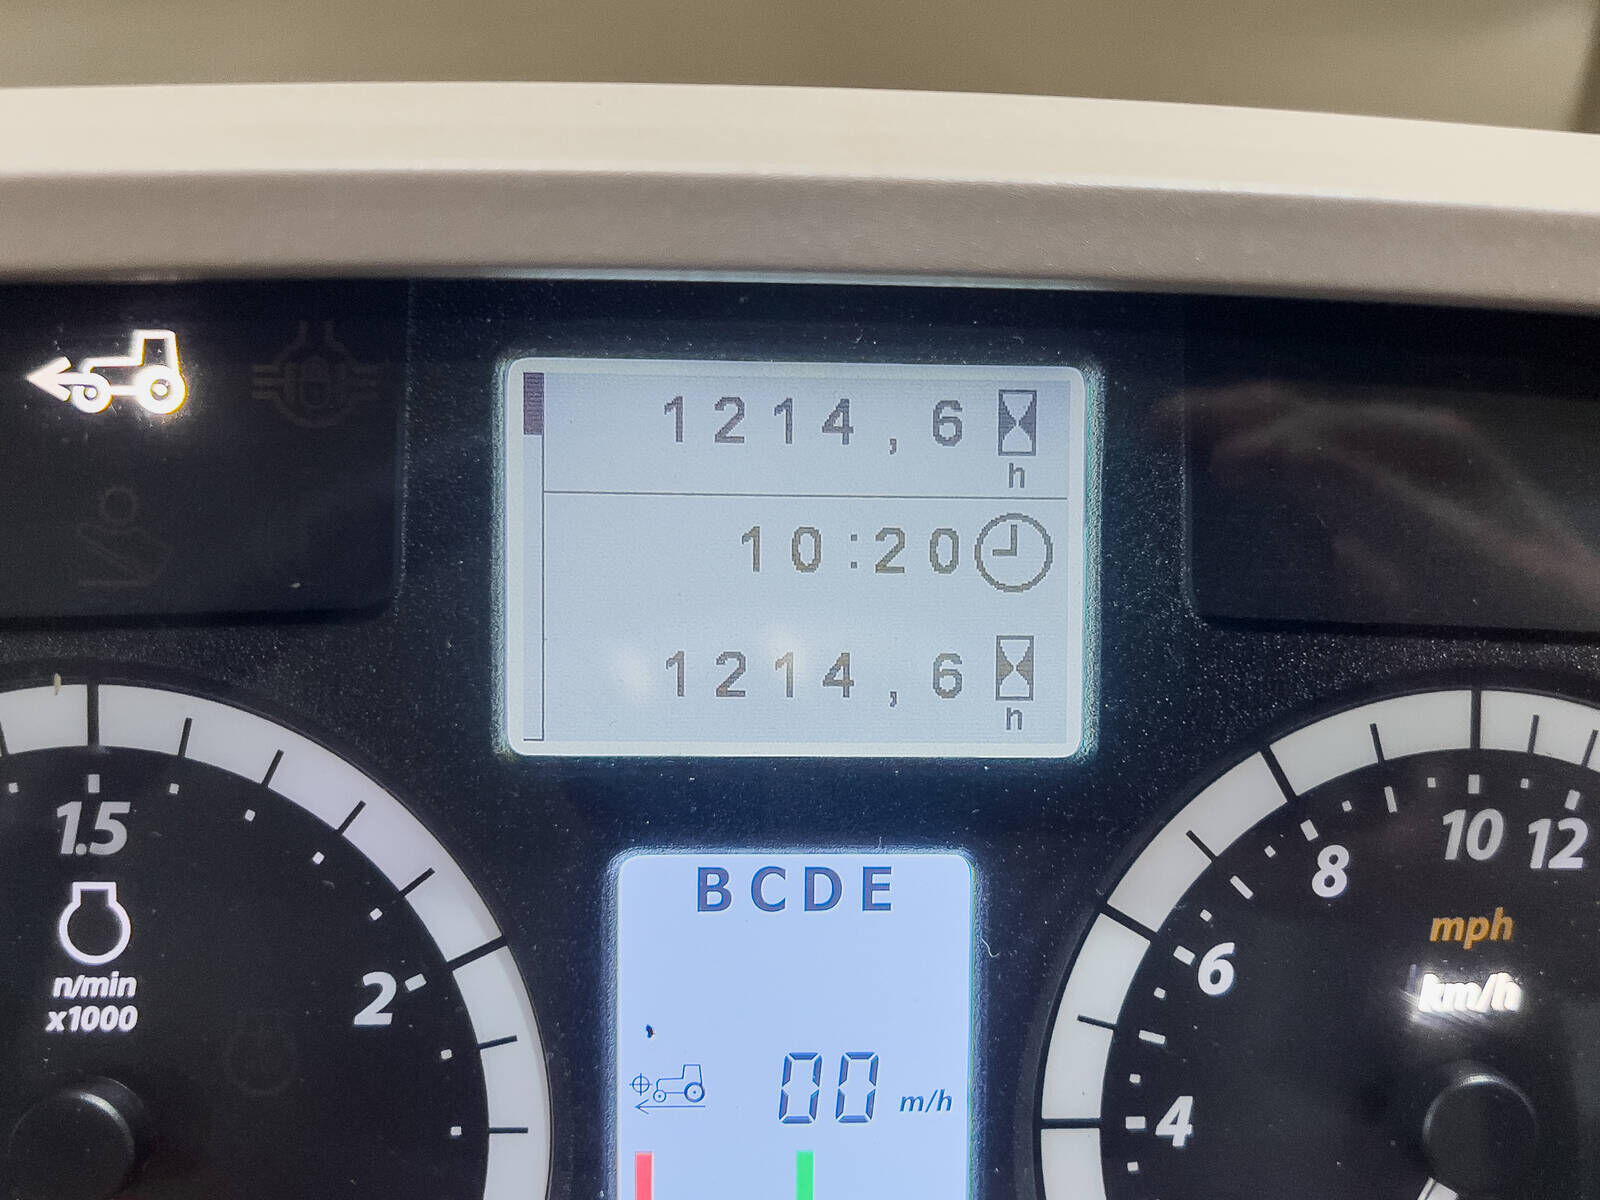 1214,6
h
10:20
1214,6
h
1.5
n/min
x1000
2
BCDE
00 m/h
4
6
8
10
12
mph
km/h